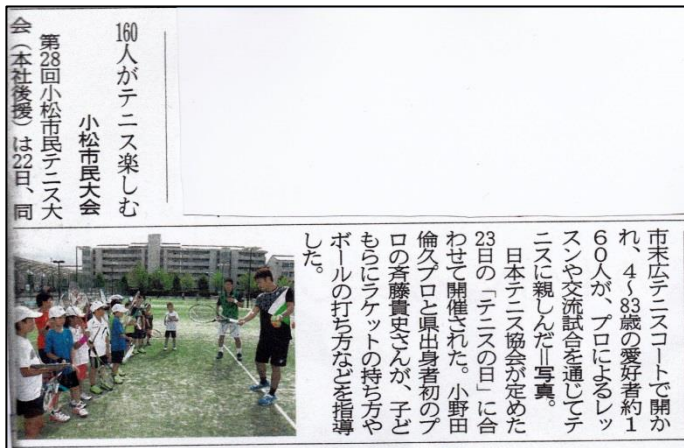 160人がテニス楽しむ
小松市民大会
第28回小松市民テニス大
会（本社後援）は22日、同
市末広テニスコートで開か
れ、4〜83歳の愛好者約1
60人が、プロによるレッ
スンや交流試合を通じてテ
ニスに親しんだ＝写真。
日本テニス協会が定めた
23日の「テニスの日」に合
わせて開催された。小野田
倫久プロと県出身者初のプ
ロの斉藤貴史さんが、子ど
もらにラケットの持ち方や
ボールの打ち方などを指導
した。